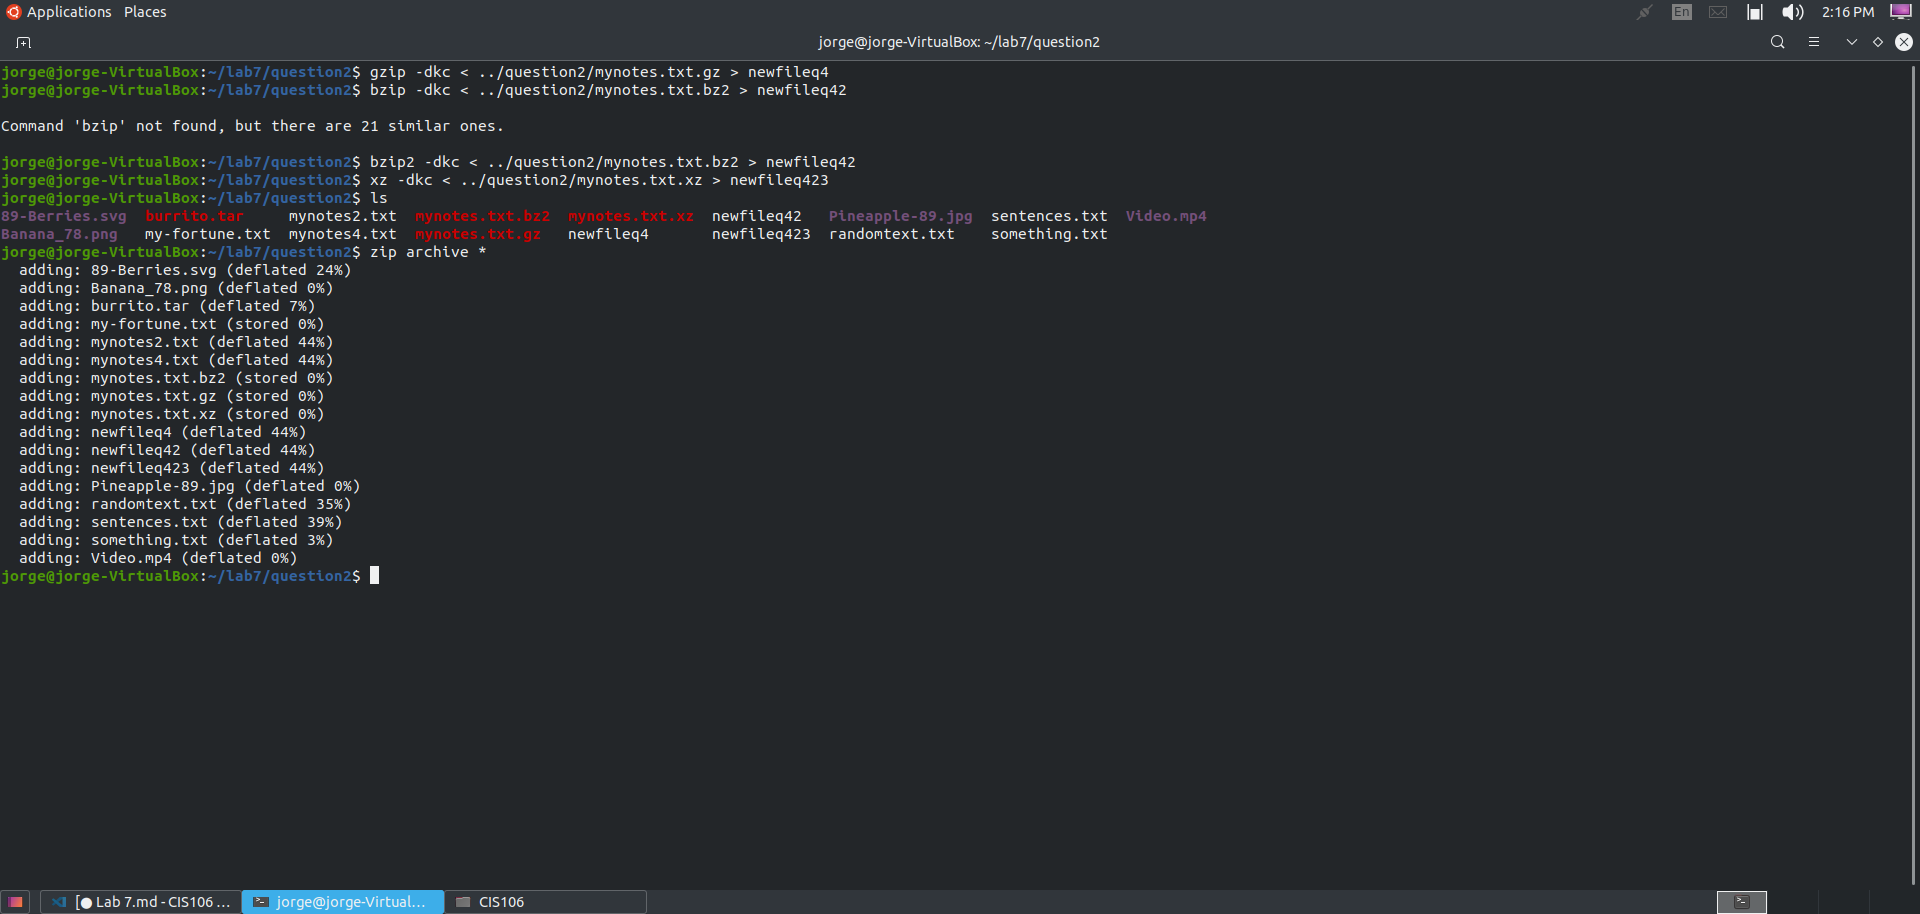 Applications Places En 2:16 PM
jorge@jorge-VirtualBox: ~/lab7/question2
jorge@jorge-VirtualBox:~/lab7/question2$ gzip -dkc < ../question2/mynotes.txt.gz > newfileq4
jorge@jorge-VirtualBox:~/lab7/question2$ bzip -dkc < ../question2/mynotes.txt.bz2 > newfileq42
Command 'bzip' not found, but there are 21 similar ones.
jorge@jorge-VirtualBox:~/lab7/question2$ bzip2 -dkc < ../question2/mynotes.txt.bz2 > newfileq42
jorge@jorge-VirtualBox:~/lab7/question2$ xz -dkc < ../question2/mynotes.txt.xz > newfileq423
jorge@jorge-VirtualBox:~/lab7/question2$ ls
89-Berries.svg burrito.tar mynotes2.txt mynotes.txt.bz2 mynotes.txt.xz newfileq42 Pineapple-89.jpg sentences.txt Video.mp4
Banana_78.png my-fortune.txt mynotes4.txt mynotes.txt.gz newfileq4 newfileq423 randomtext.txt something.txt
jorge@jorge-VirtualBox:~/lab7/question2$ zip archive *
adding: 89-Berries.svg (deflated 24%)
adding: Banana_78.png (deflated 0%)
adding: burrito.tar (deflated 7%)
adding: my-fortune.txt (stored 0%)
adding: mynotes2.txt (deflated 44%)
adding: mynotes4.txt (deflated 44%)
adding: mynotes.txt.bz2 (stored 0%)
adding: mynotes.txt.gz (stored 0%)
adding: mynotes.txt.xz (stored 0%)
adding: newfileq4 (deflated 44%)
adding: newfileq42 (deflated 44%)
adding: newfileq423 (deflated 44%)
adding: Pineapple-89.jpg (deflated 0%)
adding: randomtext.txt (deflated 35%)
adding: sentences.txt (deflated 39%)
adding: something.txt (deflated 3%)
adding: Video.mp4 (deflated 0%)
jorge@jorge-VirtualBox:~/lab7/question2$
[● Lab 7.md - CIS106 ... jorge@jorge-Virtual... CIS106